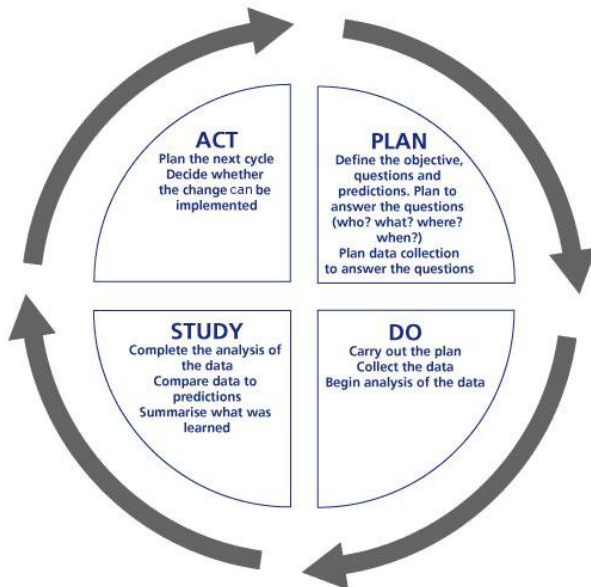 ACT
Plan the next cycle
Decide whether
the change can be
implemented
PLAN
Define the objective,
questions and
predictions. Plan to
answer the questions
(who? what? where?
when?)
Plan data collection
to answer the questions
STUDY
Complete the analysis of
the data
Compare data to
predictions
Summarise what was
learned
DO
Carry out the plan
Collect the data
Begin analysis of the data